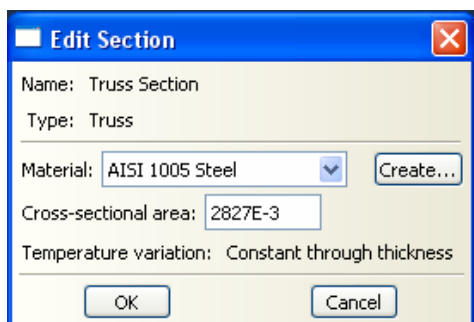 Edit Section
Name: Truss Section
Type: Truss
Material: AISI 1005 Steel Create...
Cross-sectional area: 2827E-3
Temperature variation: Constant through thickness
OK Cancel